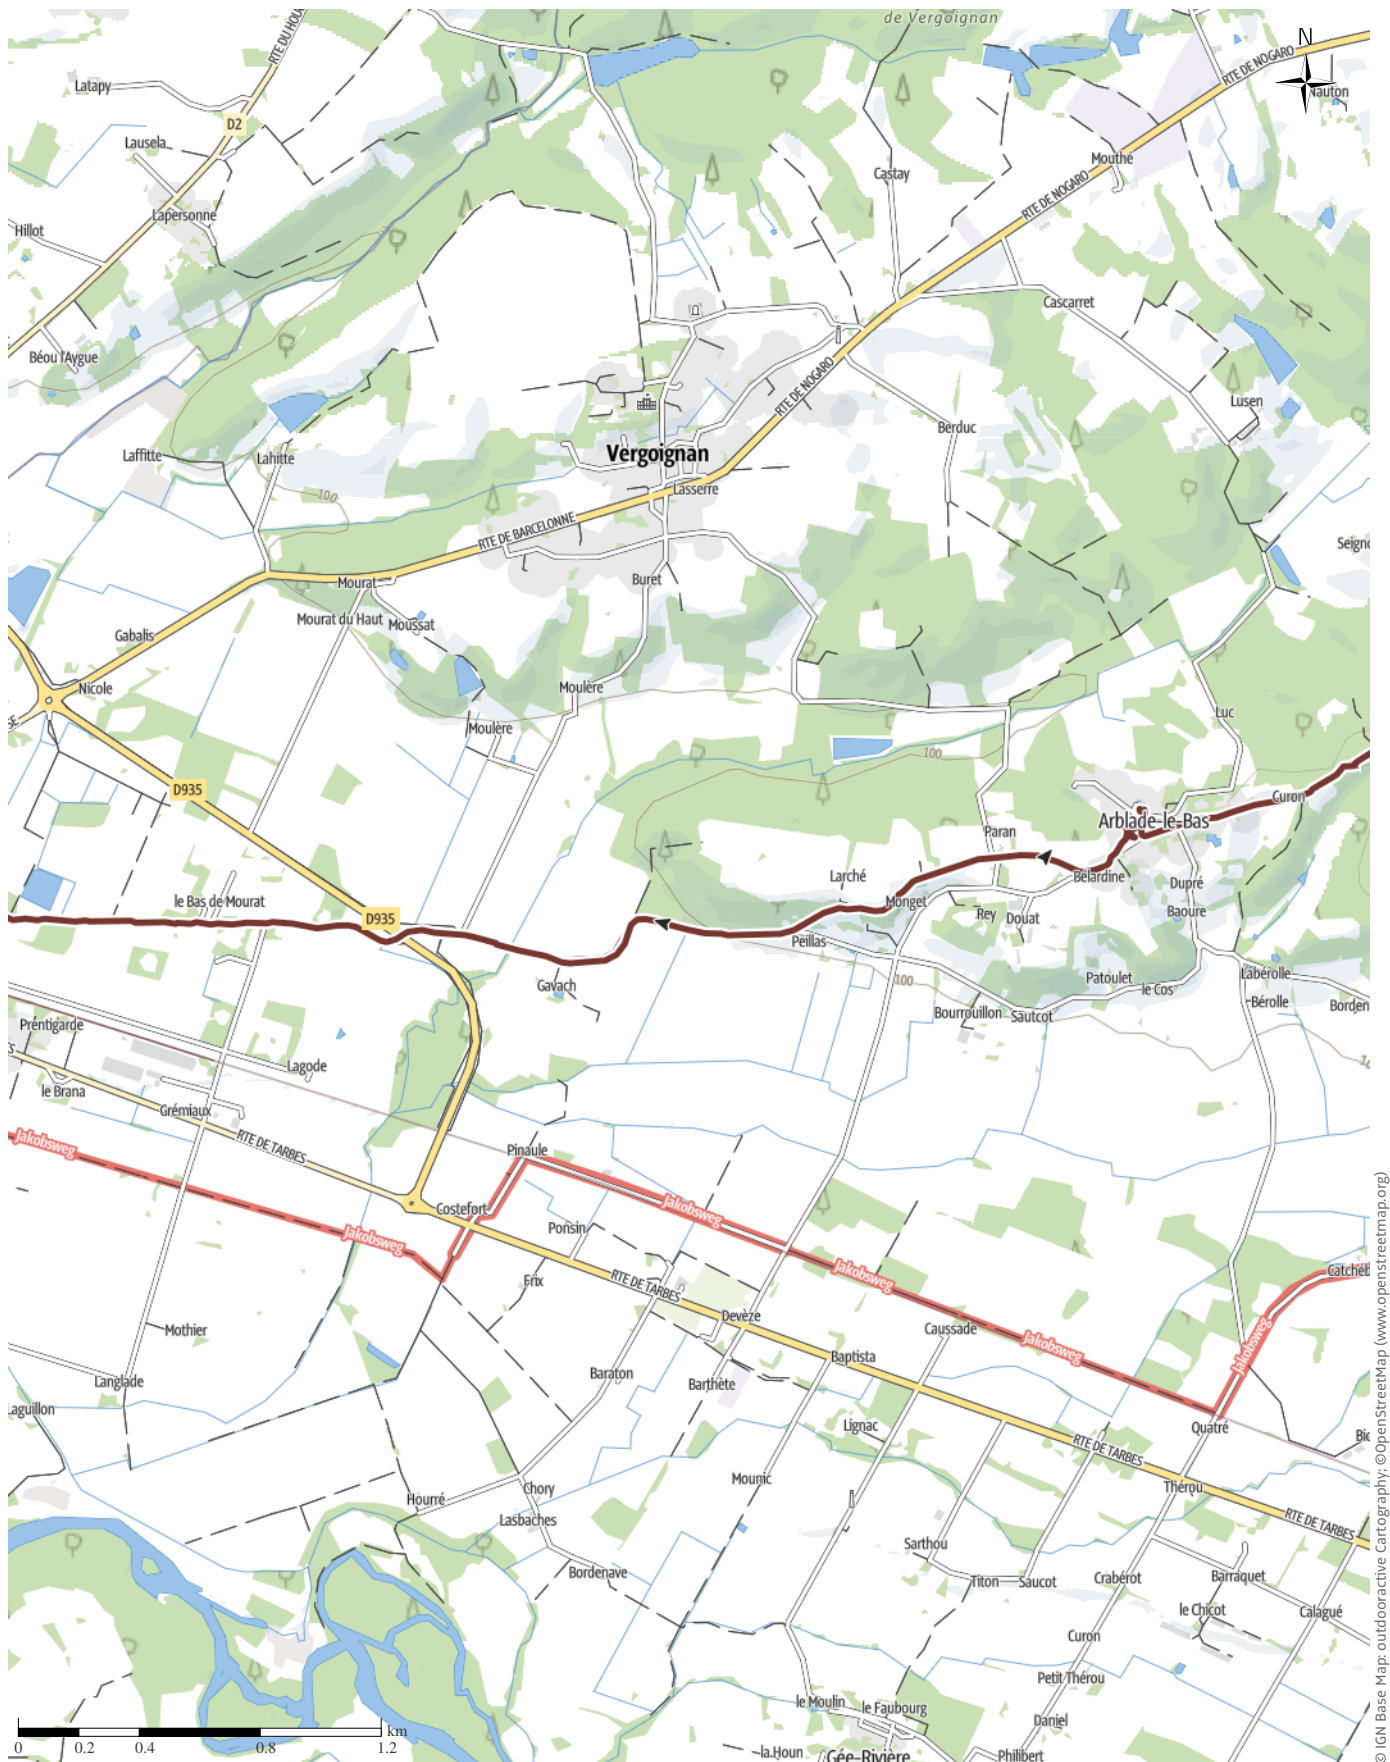 de Vergoignan
N
RTE DU HOU
RTE DE NOGARO
Nauton
Latapy
D2
Lausela
Mouthé
Castay
RTE DE NOGARO
Lapersonne
Hillot
Cascarret
Béou l'Aygue
RTE DE NOGARO
Lusen
Berduc
Vergoignan
Laffitte
Lahitte
Lasserre
100
RTE DE BARCELONNE
Seigno
Mourat
Buret
Mourat du Haut
Moussat
Gabalis
Nicole
Moulère
SE
Luc
Moulère
100
D935
Curon
Arblade-le-Bas
Paran
Larché
Belardine
Dupré
le Bas de Mourat
Monget
Baoure
D935
Rey
Douat
Peillas
Labérolle
Patoulet
100
Gavach
le Cos
Bérolle
Borden
Bourrouillon
Sautcot
Préntigarde
10
Lagode
le Brana
Grémiaux
RTE DE TARBES
Jakobsweg
Pinaule
Jakobsweg
Costefort
Ponsin
Jakobsweg
Jakobsweg
Catchéb
Frix
RTE DE TARBES
Devèze
Mothier
Caussade
Jakobsweg
Jakobsweg
Baptista
Baraton
Langlade
Barthète
Laguillon
Lignac
Quatré
Bic
RTE DE TARBES
Mounic
Chory
Thérou
Hourré
Lasbaches
RTE DE TARBES
Sarthou
Bordenave
Titon
Saucot
Crabérot
Barraquet
le Chicot
Calagué
Curon
Petit Thérou
le Moulin
le Faubourg
Daniel
km
0
0.2
0.4
0.8
1.2
la Houn
Gée-Rivière
Philibert
© IGN Base Map: outdooractive Cartography; ©OpenStreetMap (www.openstreetmap.org)